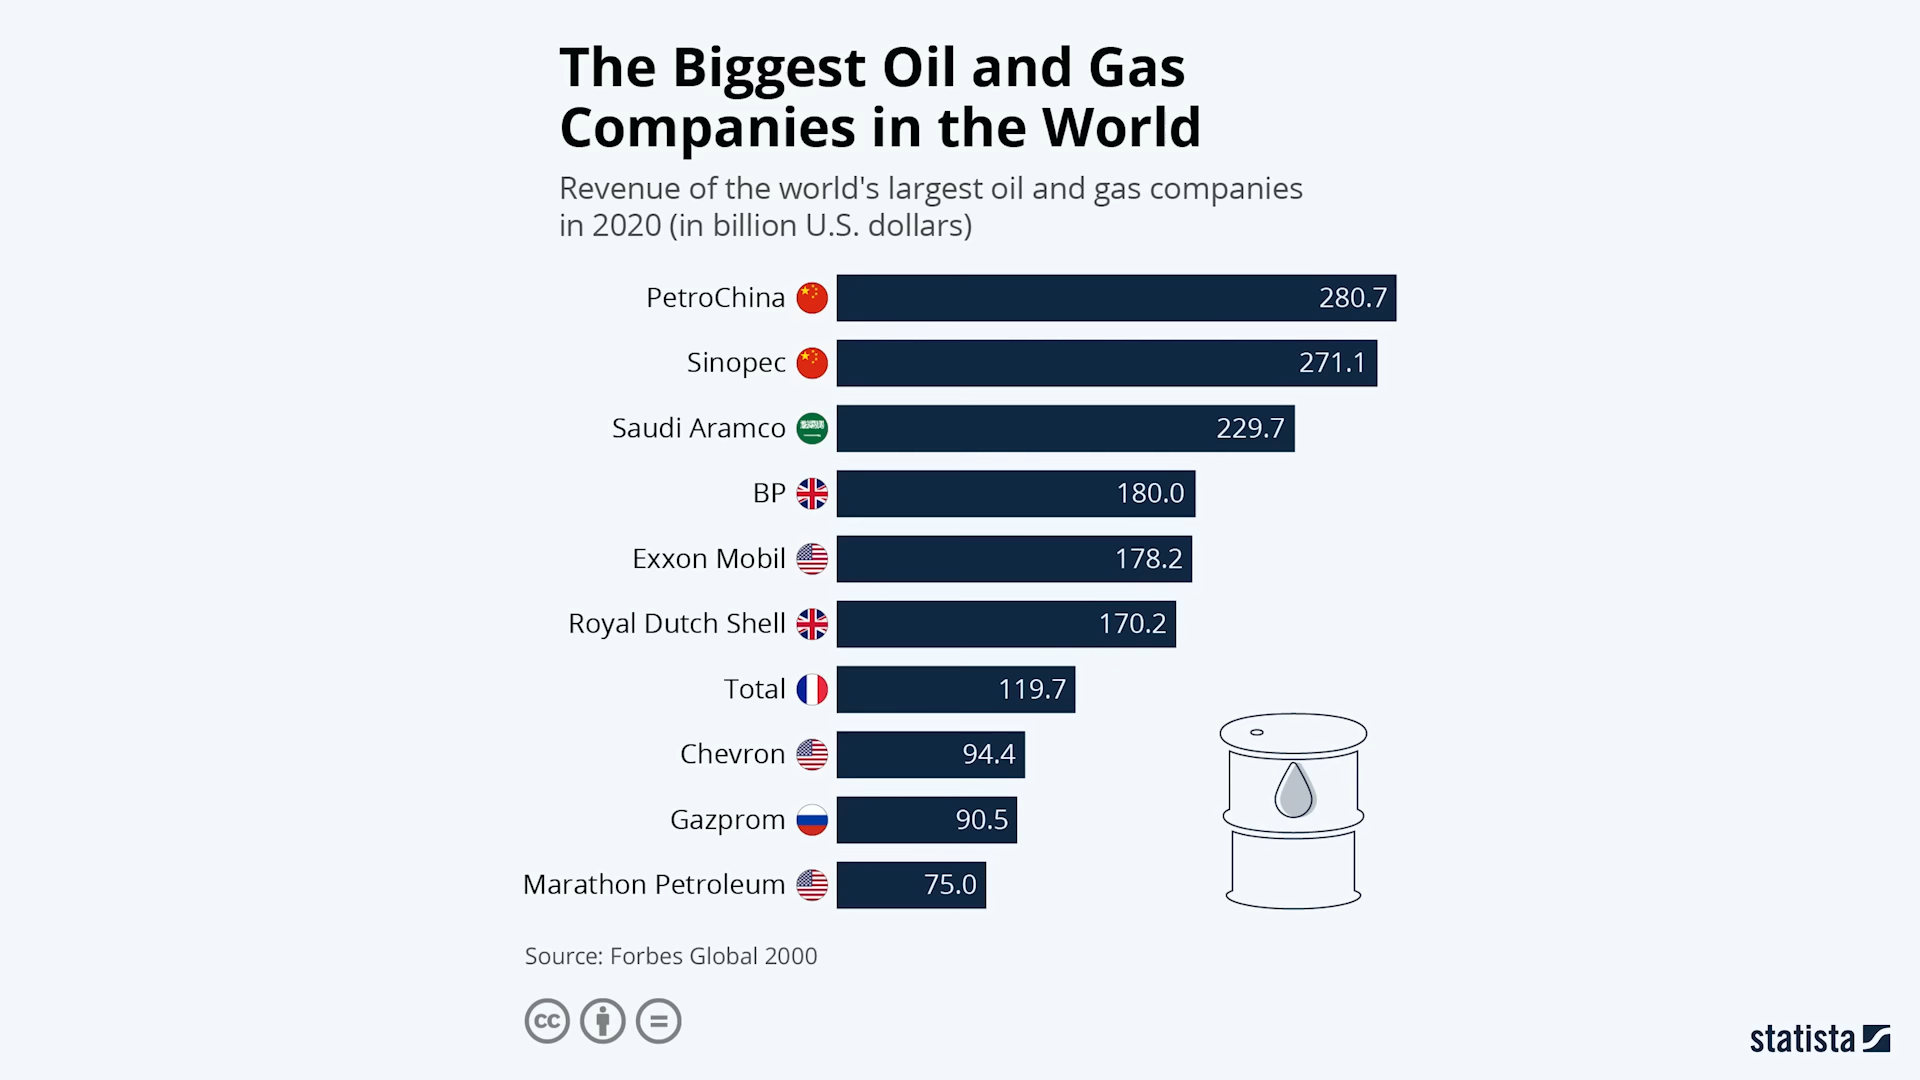 The Biggest Oil and Gas
Companies in the World
Revenue of the world's largest oil and gas companies
in 2020 (in billion U.S. dollars)
PetroChina 280.7
Sinopec 271.1
Saudi Aramco 229.7
BP 180.0
Exxon Mobil 178.2
Royal Dutch Shell 170.2
Total 119.7
Chevron 94.4
Gazprom 90.5
Marathon Petroleum 75.0
Source: Forbes Global 2000
cc =
statista